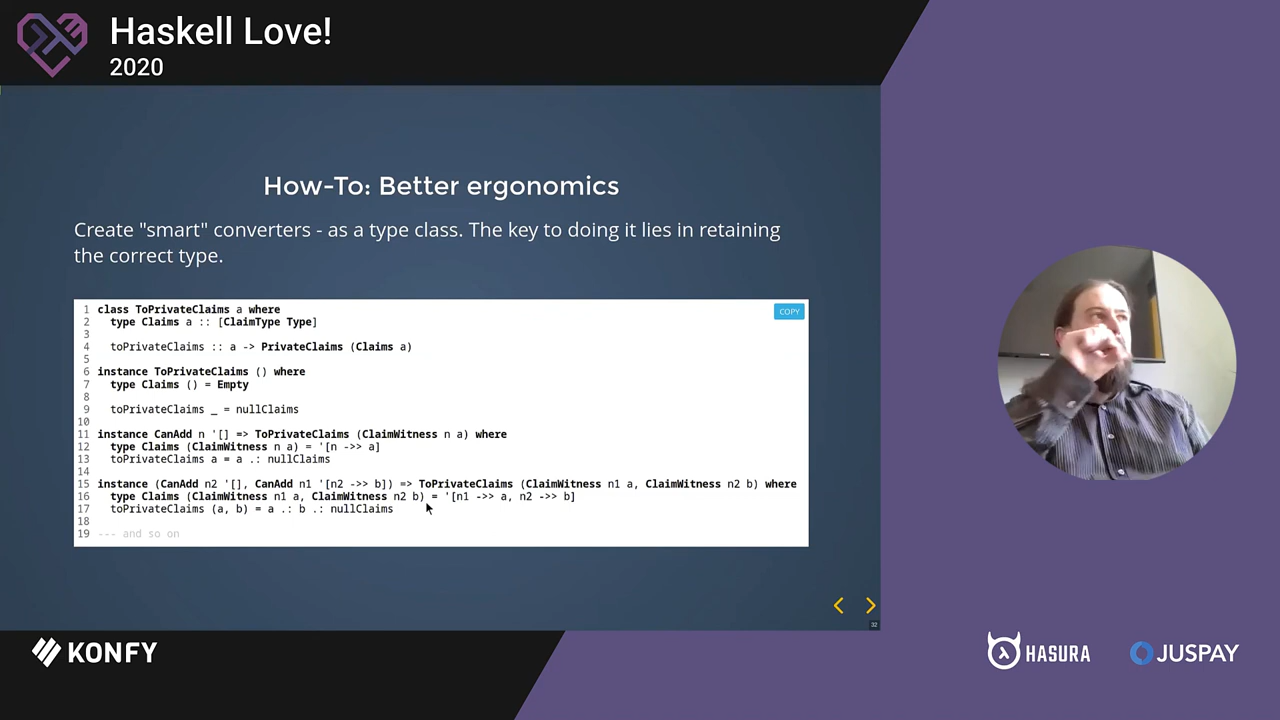 Haskell Love!
2020
How-To: Better ergonomics
Create "smart" converters - as a type class. The key to doing it lies in retaining
the correct type.
COPY
1 class ToPrivateClaims a where
2 type Claims a :: [ClaimType Type]
3
4 toPrivateClaims :: a -> PrivateClaims (Claims a)
5
6 instance ToPrivateClaims () where
7 type Claims () = Empty
8
9 toPrivateClaims _ = nullClaims
10
11 instance CanAdd n '[] => ToPrivateClaims (ClaimWitness n a) where
12 type Claims (ClaimWitness n a) = '[n ->> a]
13 toPrivateClaims a = a .: nullClaims
14
15 instance (CanAdd n2 '[], CanAdd n1 '[n2 ->> b]) => ToPrivateClaims (ClaimWitness n1 a, ClaimWitness n2 b) where
16 type Claims (ClaimWitness n1 a, ClaimWitness n2 b) = '[n1 ->> a, n2 ->> b]
17 toPrivateClaims (a, b) = a .: b .: nullClaims
18
19 --- and so on
32
KONFY
HASURA
JUSPAY